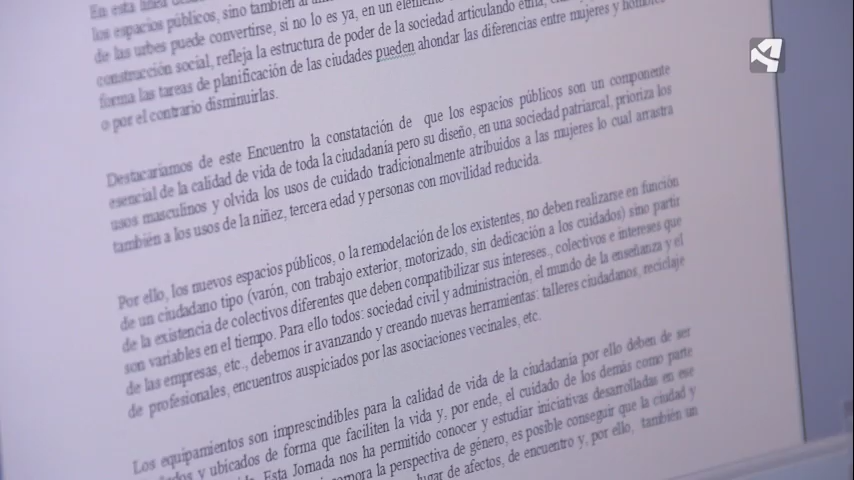 En esta línea
los espacios públicos, sino también al
de las urbes puede convertirse, si no lo es ya, en un elemento
construcción social, refleja la estructura de poder de la sociedad articulando etnia,
forma las tareas de planificación de las ciudades pueden ahondar las diferencias entre mujeres y hombres
o por el contrario disminuirlas.
Destacaríamos de este Encuentro la constatación de que los espacios públicos son un componente
esencial de la calidad de vida de toda la ciudadanía pero su diseño, en una sociedad patriarcal, prioriza los
usos masculinos y olvida los usos de cuidado tradicionalmente atribuidos a las mujeres lo cual arrastra
también a los usos de la niñez, tercera edad y personas con movilidad reducida.
Por ello, los nuevos espacios públicos, o la remodelación de los existentes, no deben realizarse en función
de un ciudadano tipo (varón, con trabajo exterior, motorizado, sin dedicación a los cuidados) sino partir
de la existencia de colectivos diferentes que deben compatibilizar sus intereses., colectivos e intereses que
son variables en el tiempo. Para ello todos: sociedad civil y administración, el mundo de la enseñanza y el
de las empresas, etc., debemos ir avanzando y creando nuevas herramientas: talleres ciudadanos, reciclaje
de profesionales, encuentros auspiciados por las asociaciones vecinales, etc.
Los equipamientos son imprescindibles para la calidad de vida de la ciudadanía por ello deben de ser
y ubicados de forma que faciliten la vida y, por ende, el cuidado de los demás como parte
Esta Jornada nos ha permitido conocer y estudiar iniciativas desarrolladas en ese
la perspectiva de género, es posible conseguir que la ciudad y
lugar de afectos, de encuentro y, por ello, también un